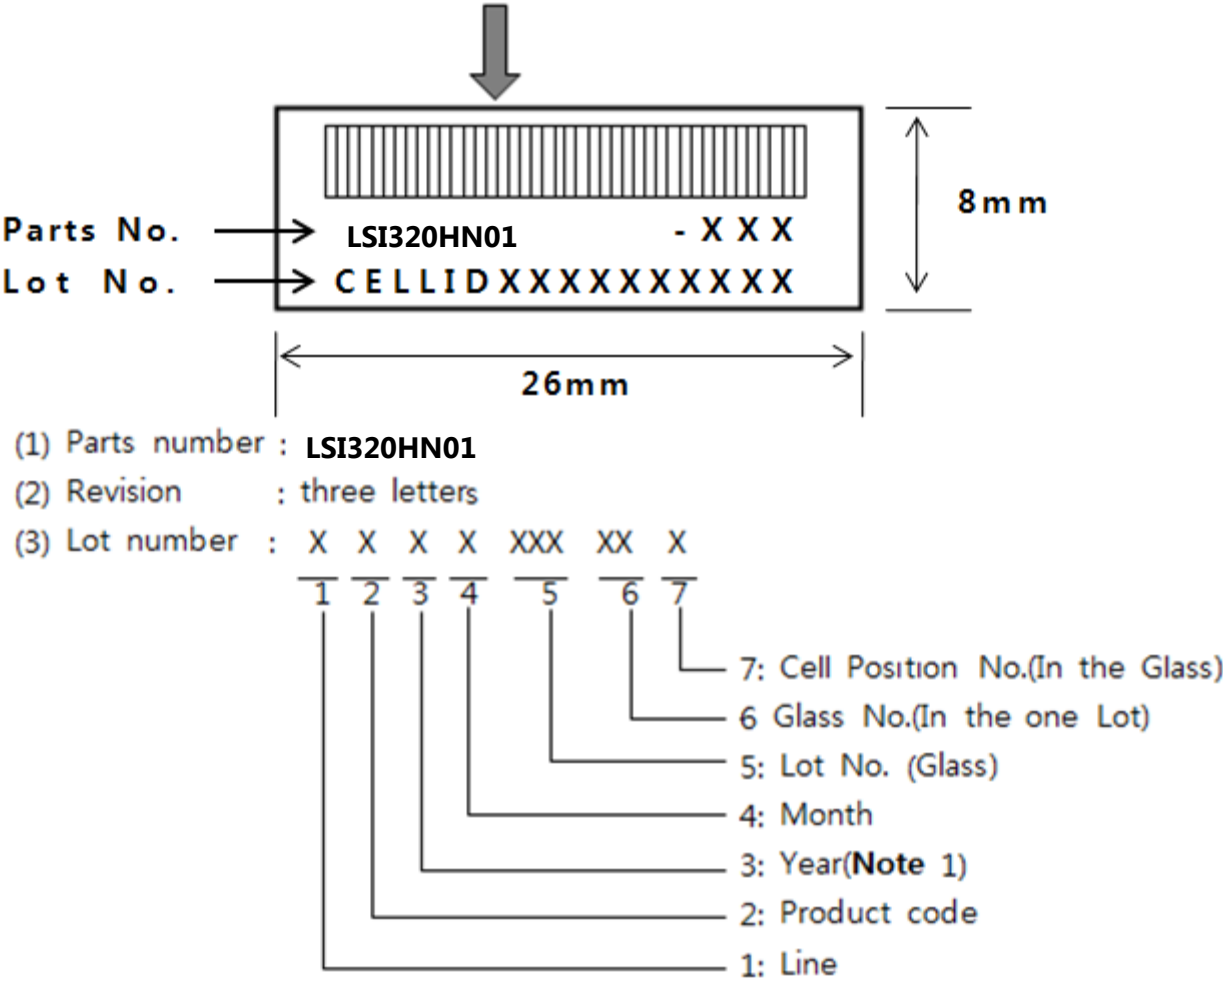 8mm
Parts No. LSI320HN01 -XXX
Lot No. CELLIDXXXXXXXXXX
26mm
(1) Parts number : LSI320HN01
(2) Revision : three letters
(3) Lot number : X X X X XXX XX X
1 2 3 4 5 6 7
7: Cell Position No.(In the Glass)
6 Glass No.(In the one Lot)
5: Lot No. (Glass)
4: Month
3: Year(Note 1)
2: Product code
1: Line